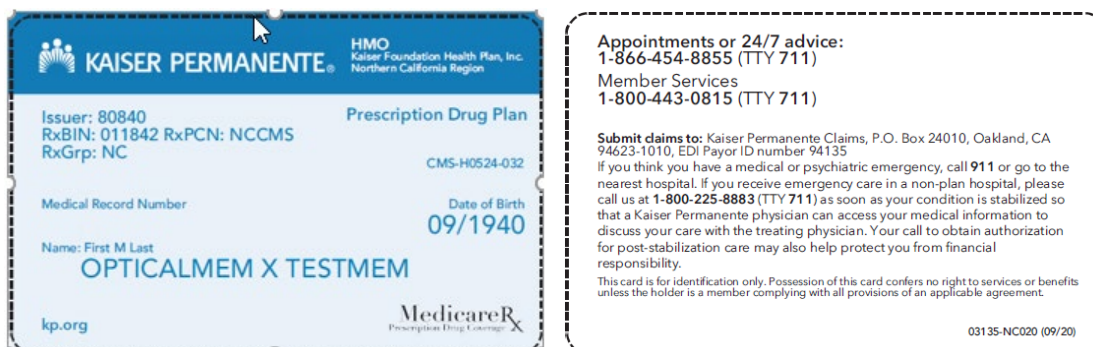 KAISER PERMANENTE®
HMO
Kaiser Foundation Health Plan, Inc.
Northern California Region
Issuer: 80840
RxBIN: 011842 RxPCN: NCCMS
RxGrp: NC
Prescription Drug Plan
CMS-H0524-032
Medical Record Number
Date of Birth
09/1940
Name: First M Last
OPTICALMEM X TESTMEM
kp.org
MedicareRx
Prescription Drug Coverage
Appointments or 24/7 advice:
1-866-454-8855 (TTY 711)
Member Services
1-800-443-0815 (TTY 711)
Submit claims to: Kaiser Permanente Claims, P.O. Box 24010, Oakland, CA
94623-1010, EDI Payor ID number 94135
If you think you have a medical or psychiatric emergency, call 911 or go to the
nearest hospital. If you receive emergency care in a non-plan hospital, please
call us at 1-800-225-8883 (TTY 711) as soon as your condition is stabilized so
that a Kaiser Permanente physician can access your medical information to
discuss your care with the treating physician. Your call to obtain authorization
for post-stabilization care may also help protect you from financial
responsibility.
This card is for identification only. Possession of this card confers no right to services or benefits
unless the holder is a member complying with all provisions of an applicable agreement.
03135-NC020 (09/20)